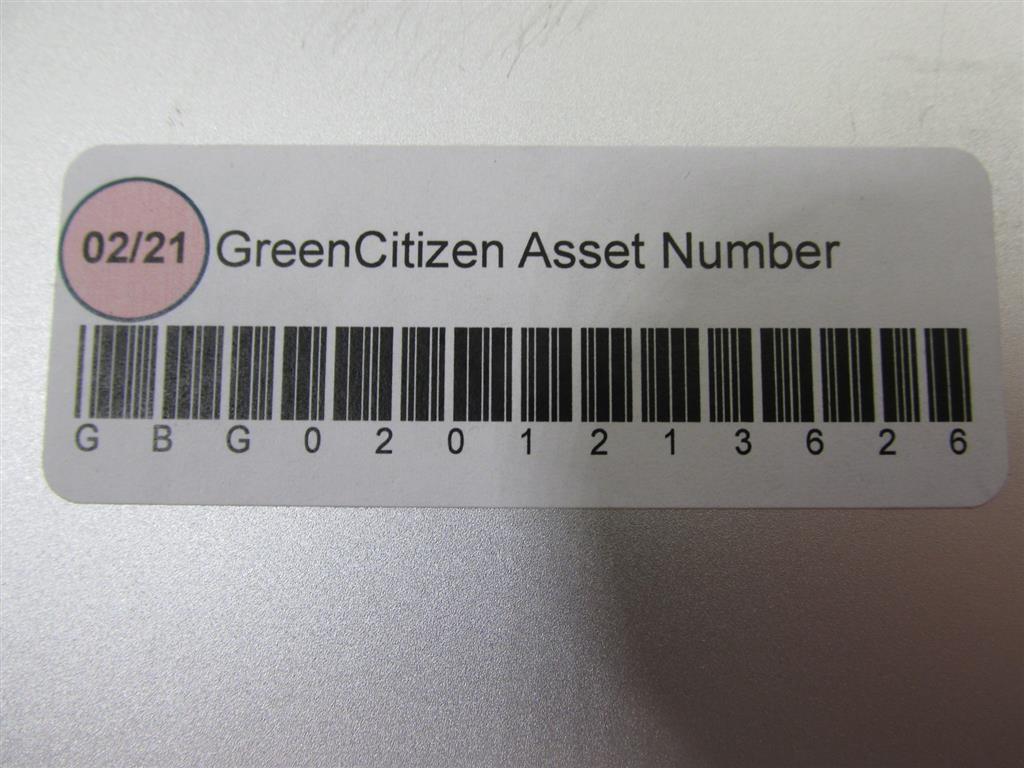 02/21 GreenCitizen Asset Number
G B G 0 2 0 1 2 1 3 6 2 6